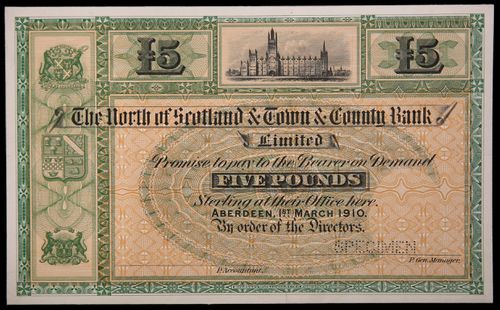 £5
£5
The North of Scotland & Town & County Bank
Limited
Promise to pay to the Bearer on Demand
FIVE POUNDS
Sterling at their Office here.
ABERDEEN, 1ST MARCH 1910.
By order of the Directors.
SPECIMEN
P. Accountant.
P. Gen. Manager.